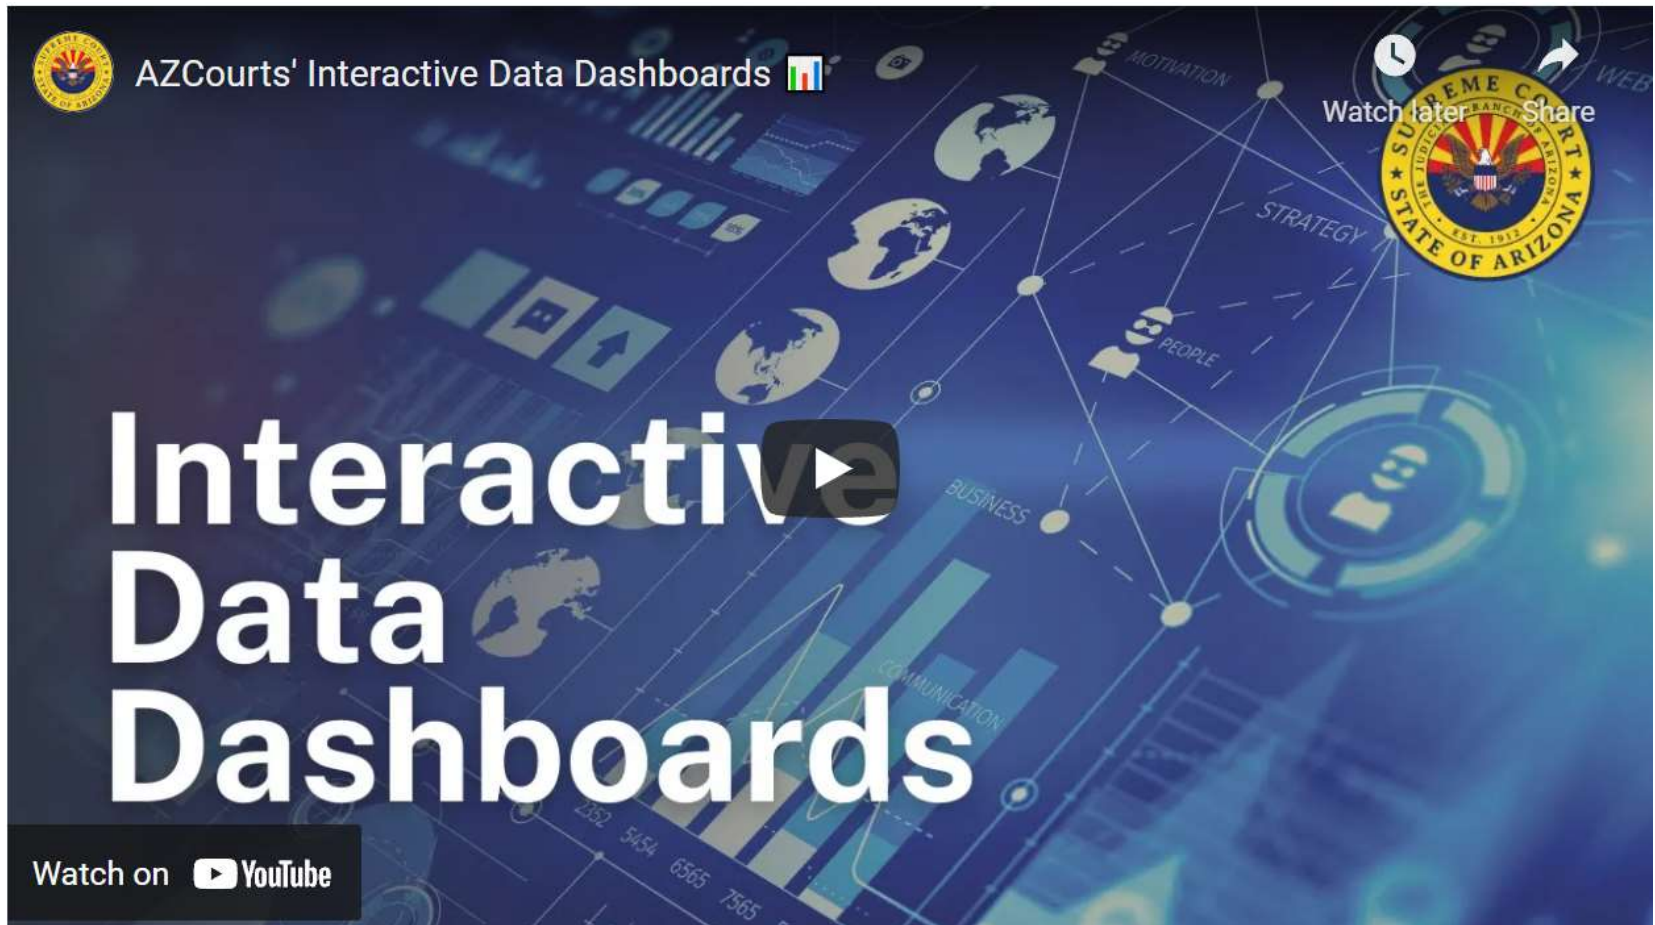 AZCourts' Interactive Data Dashboards
Watch later
Share
MOTIVATION
WEB
SUPREME COURT
STATE OF ARIZONA
EST. 1912
STRATEGY
PEOPLE
Interactive
BUSINESS
Data
COMMUNICATION
Dashboards
2352 5454 6565 7565
Watch on YouTube